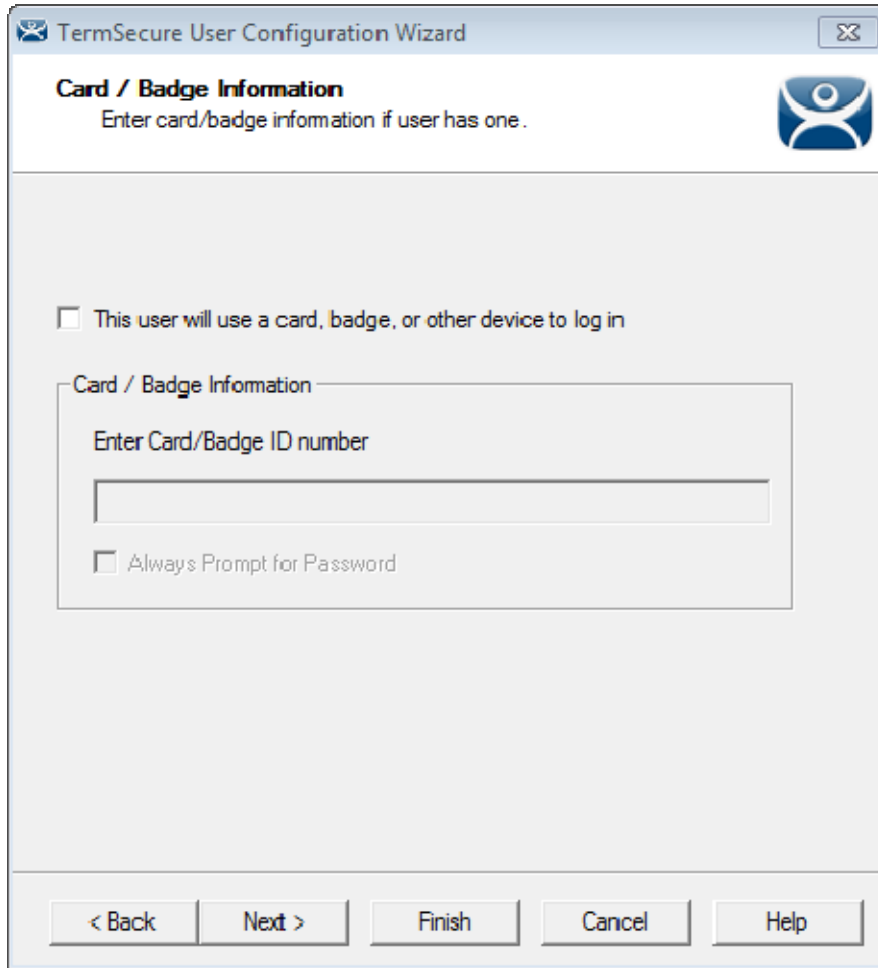 TermSecure User Configuration Wizard
Card / Badge Information
Enter card/badge information if user has one.
This user will use a card, badge, or other device to log in
Card / Badge Information
Enter Card/Badge ID number
Always Prompt for Password
< Back Next > Finish Cancel Help